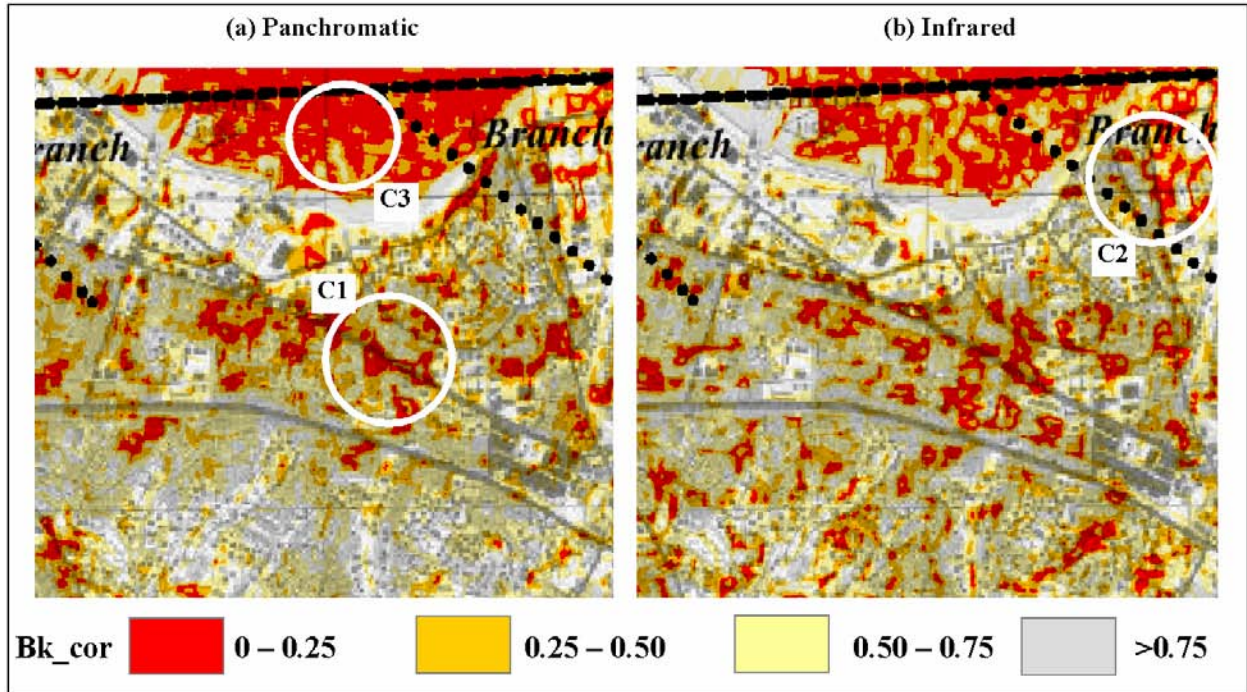 (a) Panchromatic
(b) Infrared
ranch
Branch
ranch
Branch
C3
C2
C1
Bk_cor
0 – 0.25
0.25 – 0.50
0.50 – 0.75
>0.75